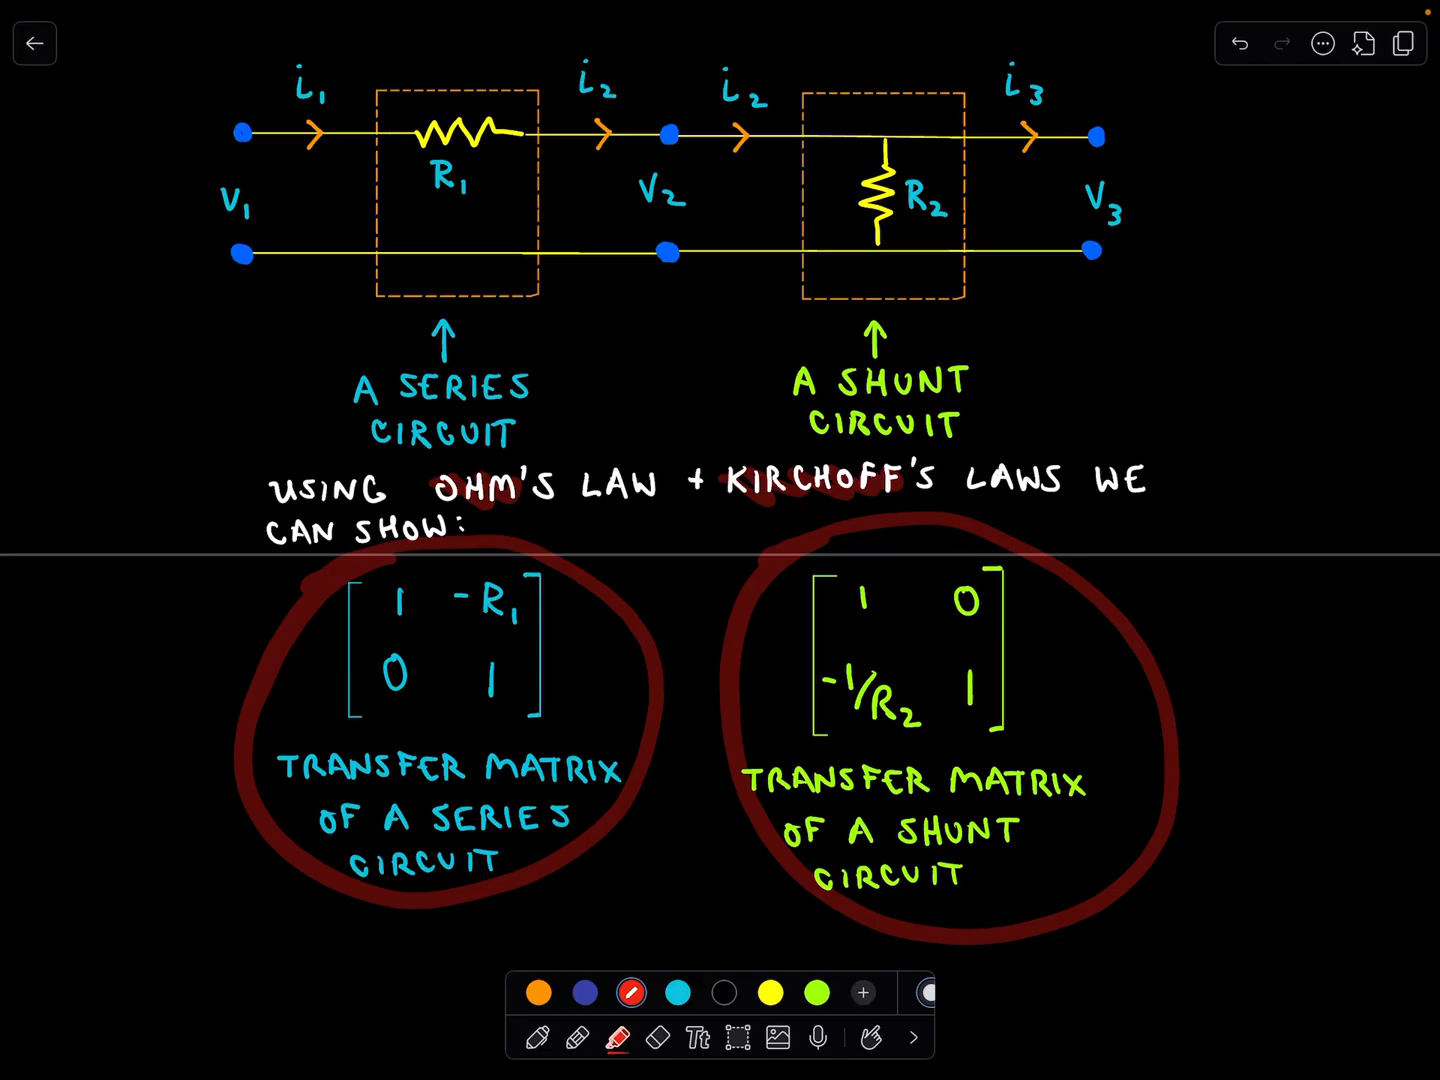 i₁ i₂ i₂ i₃
R₁ R₂
V₁ V₂ V₃
A SERIES
CIRCUIT
A SHUNT
CIRCUIT
USING OHM'S LAW + KIRCHOFF'S LAWS WE
CAN SHOW:
1 -R₁
0 1
TRANSFER MATRIX
OF A SERIES
CIRCUIT
1 0
-1/R₂ 1
TRANSFER MATRIX
OF A SHUNT
CIRCUIT
Tt